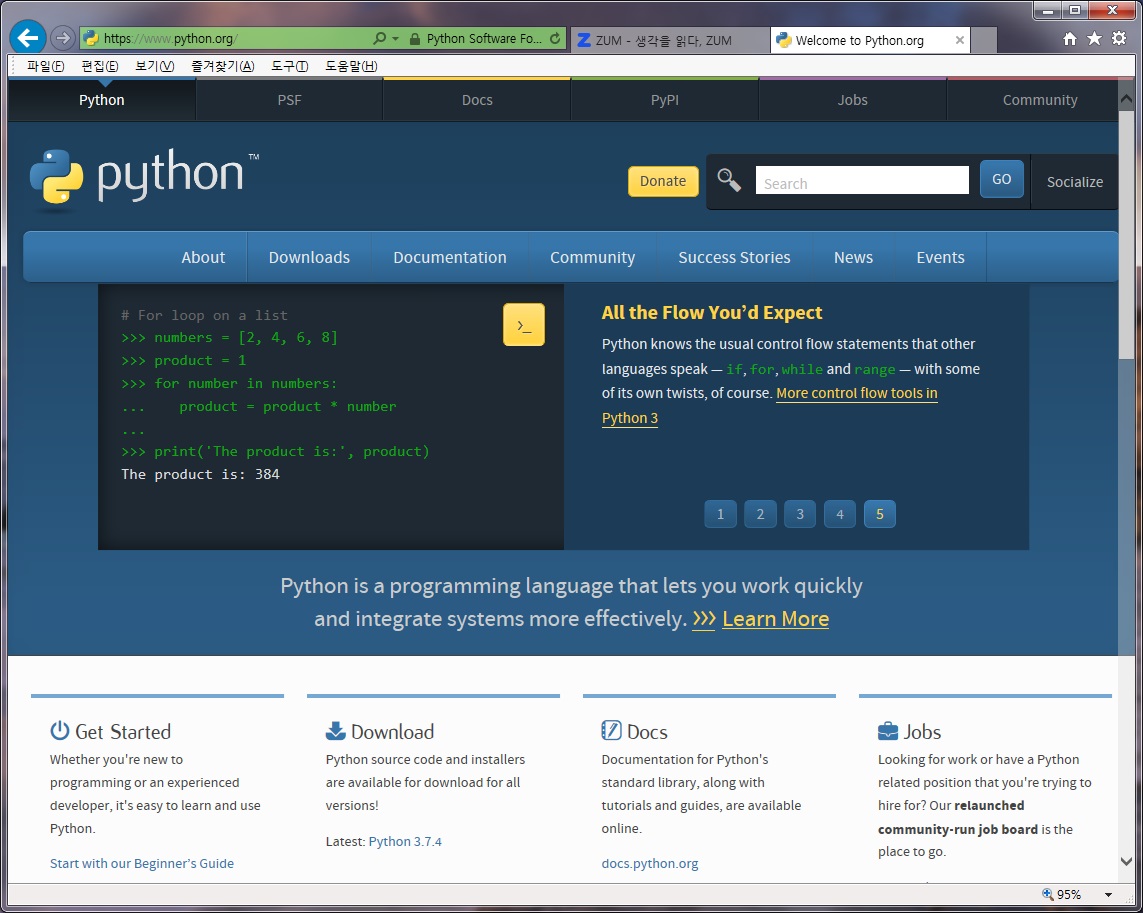 https://www.python.org/
Python Software Fo...
ZUM - 생각을 읽다, ZUM
Welcome to Python.org
파일(F) 편집(E) 보기(V) 즐겨찾기(A) 도구(T) 도움말(H)
Python PSF Docs PyPI Jobs Community
python™
Donate
Search
GO
Socialize
About Downloads Documentation Community Success Stories News Events
# For loop on a list
>>> numbers = [2, 4, 6, 8]
>>> product = 1
>>> for number in numbers:
...    product = product * number
...
>>> print('The product is:', product)
The product is: 384
>_
All the Flow You’d Expect
Python knows the usual control flow statements that other
languages speak — if, for, while and range — with some
of its own twists, of course. More control flow tools in
Python 3
1 2 3 4 5
Python is a programming language that lets you work quickly
and integrate systems more effectively. >>> Learn More
Get Started
Whether you're new to
programming or an experienced
developer, it's easy to learn and use
Python.
Start with our Beginner’s Guide
Download
Python source code and installers
are available for download for all
versions!
Latest: Python 3.7.4
Docs
Documentation for Python's
standard library, along with
tutorials and guides, are available
online.
docs.python.org
Jobs
Looking for work or have a Python
related position that you're trying to
hire for? Our relaunched
community-run job board is the
place to go.
95%